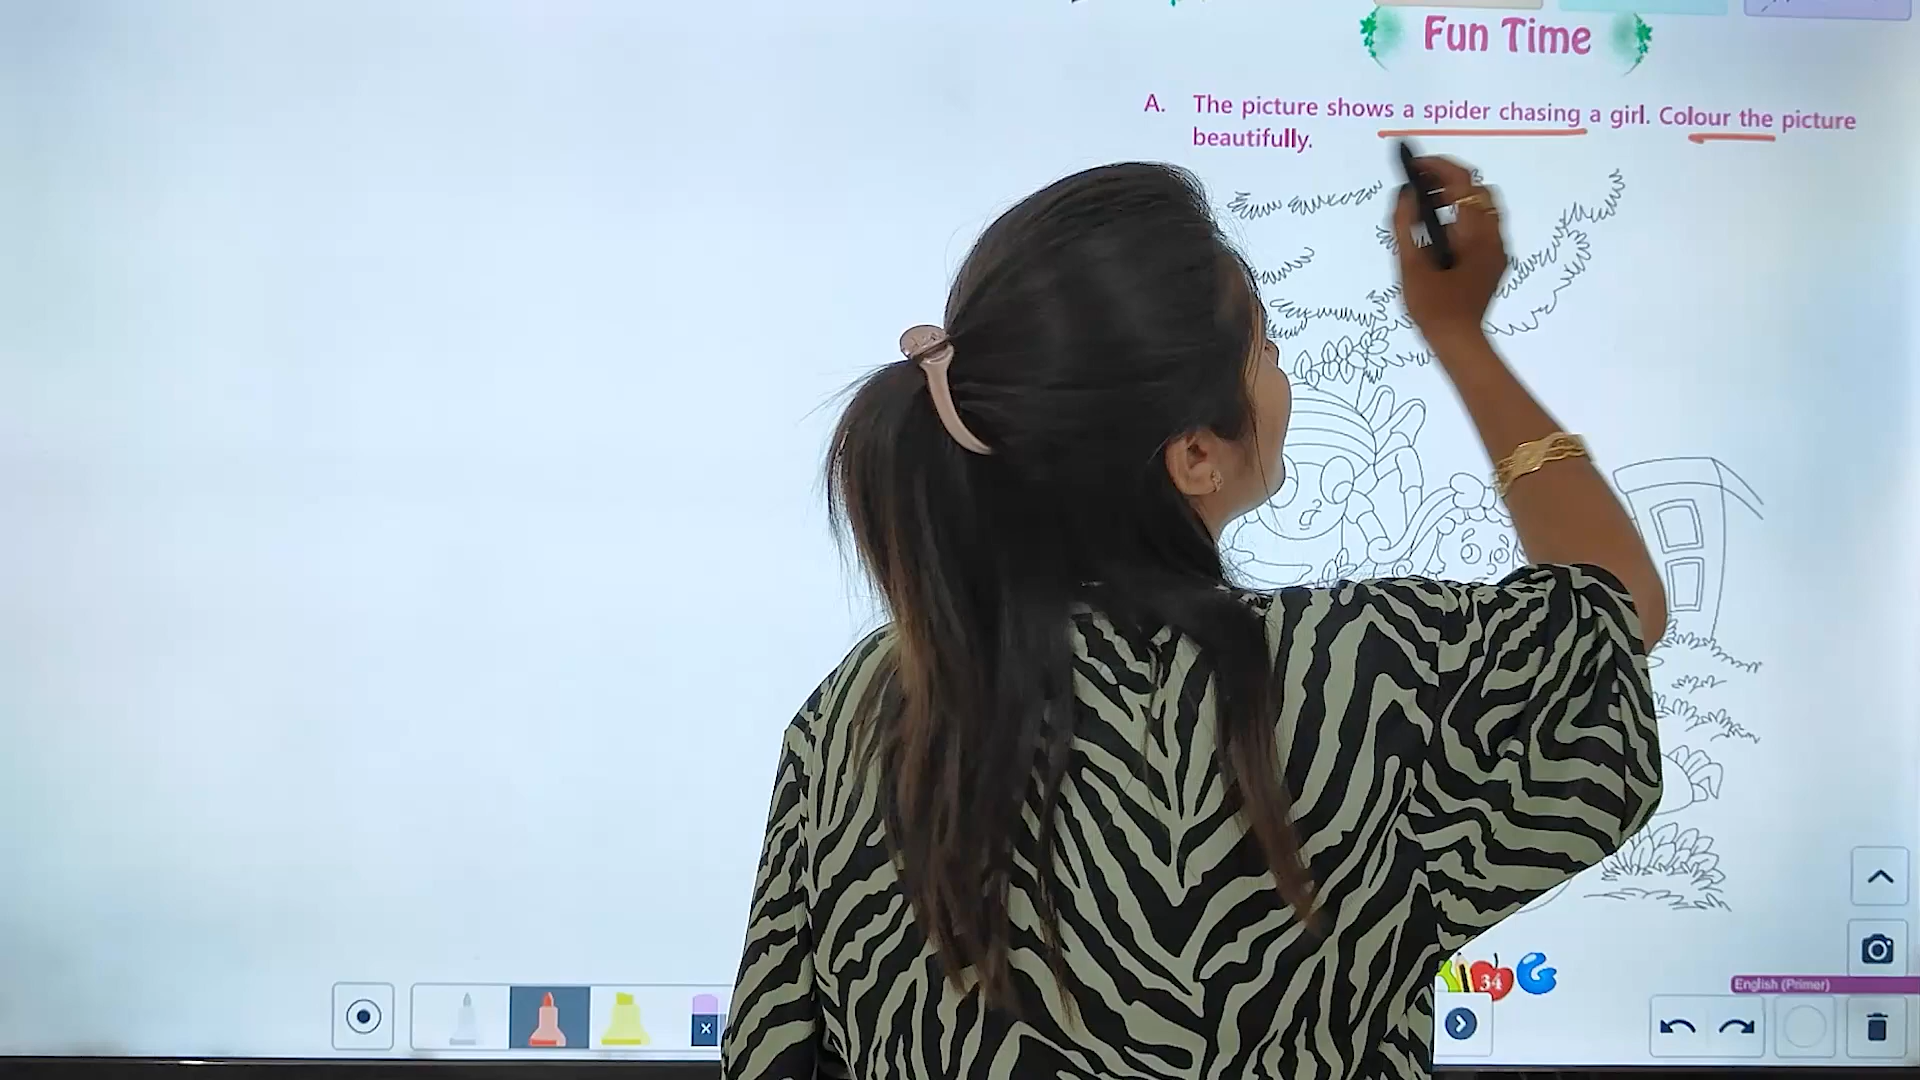 Fun Time
A. The picture shows a spider chasing a girl. Colour the picture
beautifully.
34
English (Primer)